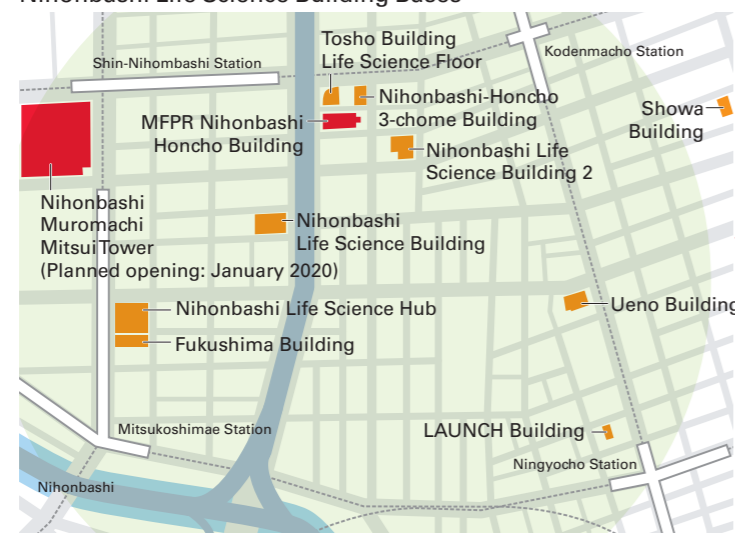 Nihonbashi Life Science Building Bases
Tosho Building
Life Science Floor
Kodenmacho Station
Shin-Nihombashi Station
Nihonbashi-Honcho
3-chome Building
Showa
Building
MFPR Nihonbashi
Honcho Building
Nihonbashi Life
Science Building 2
Nihonbashi
Muromachi
Mitsui Tower
(Planned opening: January 2020)
Nihonbashi
Life Science Building
Nihonbashi Life Science Hub
Ueno Building
Fukushima Building
Mitsukoshimae Station
LAUNCH Building
Ningyocho Station
Nihonbashi